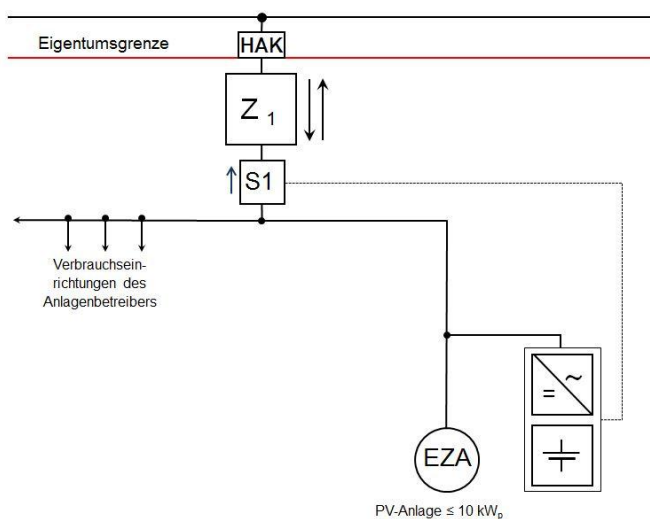 Eigentumsgrenze
HAK
Z 1
S1
Verbrauchsein-
richtungen des
Anlagenbetreibers
= ~
EZA
PV-Anlage ≤ 10 kWp